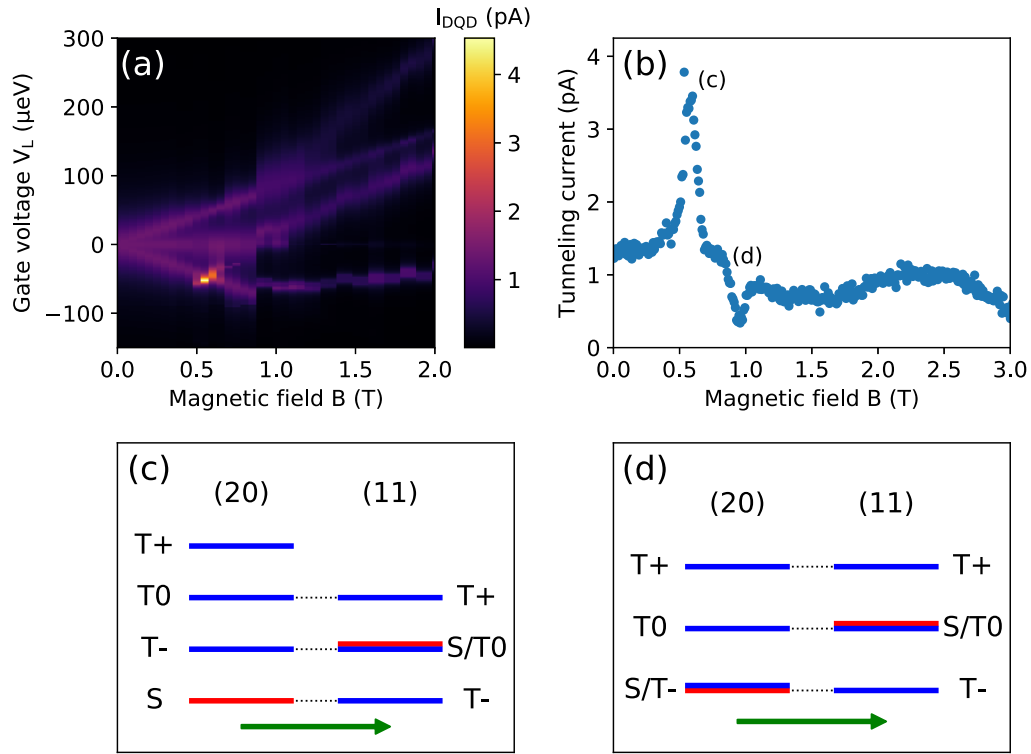 I_DQD (pA)
(a)
300
200
100
0
−100
Gate voltage V_L (μeV)
0.0 0.5 1.0 1.5 2.0
Magnetic field B (T)
4
3
2
1
(b)
(c)
(d)
4
3
2
1
0
Tunneling current (pA)
0.0 0.5 1.0 1.5 2.0 2.5 3.0
Magnetic field B (T)
(c)
(20) (11)
T+
T0 T+
T- S/T0
S T-
(d)
(20) (11)
T+ T+
T0 S/T0
S/T- T-